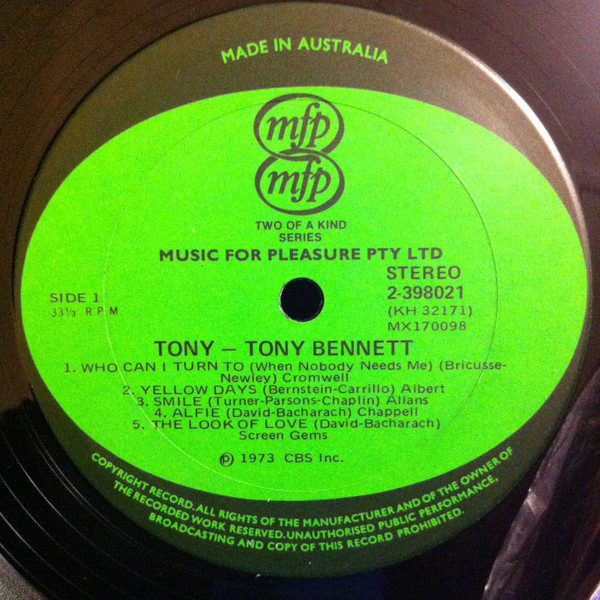 MADE IN AUSTRALIA
mfp
mfp
TWO OF A KIND
SERIES
MUSIC FOR PLEASURE PTY LTD
STEREO
SIDE 1
2-398021
33⅓ R.P.M
(KH 32171)
MX170098
TONY — TONY BENNETT
1. WHO CAN I TURN TO (When Nobody Needs Me) (Bricusse-
Newley) Cromwell
2. YELLOW DAYS (Bernstein-Carrillo) Albert
3. SMILE (Turner-Parsons-Chaplin) Allans
4. ALFIE (David-Bacharach) Chappell
5. THE LOOK OF LOVE (David-Bacharach)
Screen Gems
℗ 1973 CBS Inc.
COPYRIGHT RECORD. ALL RIGHTS OF THE MANUFACTURER AND OF THE OWNER OF
THE RECORDED WORK RESERVED. UNAUTHORISED PUBLIC PERFORMANCE,
BROADCASTING AND COPY OF THIS RECORD PROHIBITED.